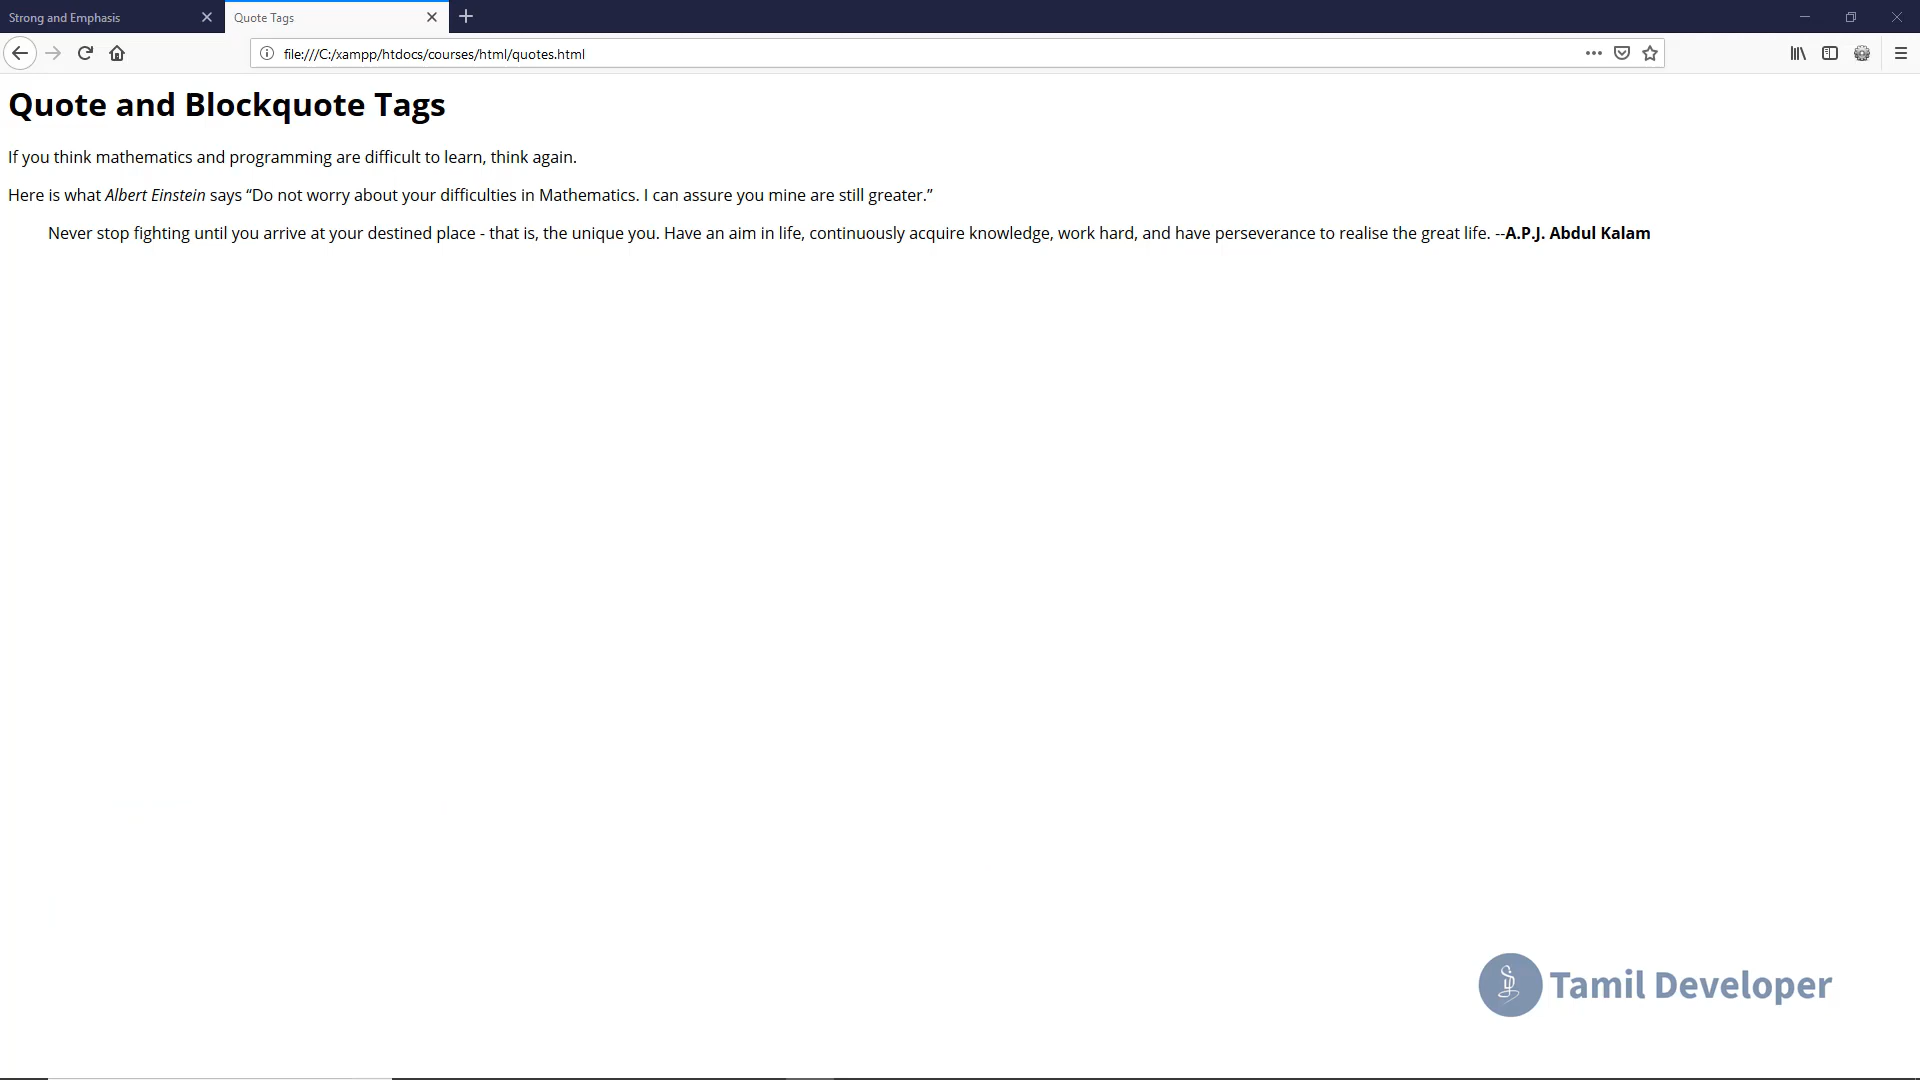 Strong and Emphasis
Quote Tags
file:///C:/xampp/htdocs/courses/html/quotes.html
Quote and Blockquote Tags
If you think mathematics and programming are difficult to learn, think again.
Here is what Albert Einstein says “Do not worry about your difficulties in Mathematics. I can assure you mine are still greater.”
Never stop fighting until you arrive at your destined place - that is, the unique you. Have an aim in life, continuously acquire knowledge, work hard, and have perseverance to realise the great life. --A.P.J. Abdul Kalam
Tamil Developer